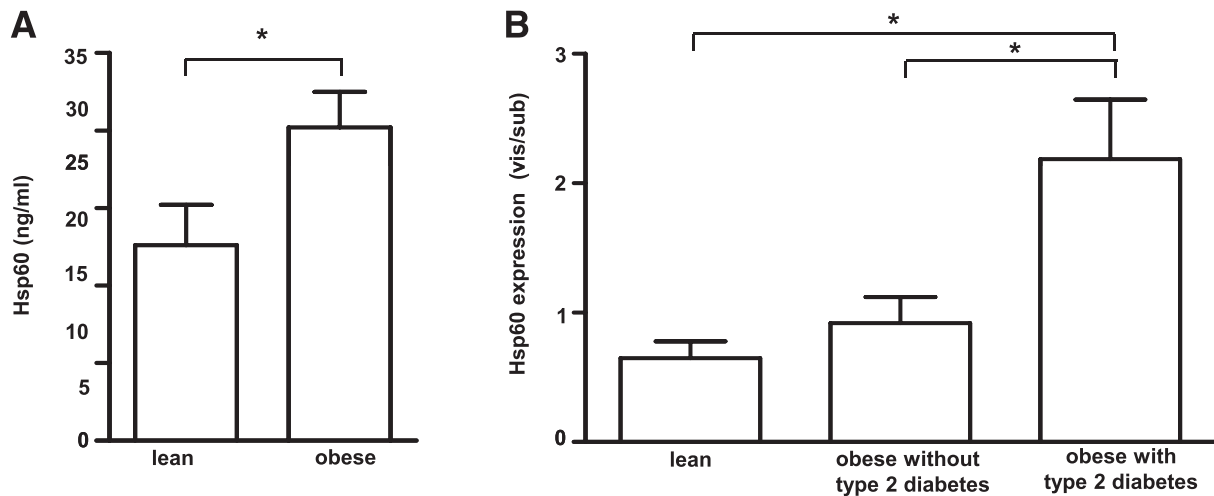 A
*
35
30
25
20
15
10
5
0
Hsp60 (ng/ml)
lean
obese
B
*
*
3
2
1
0
Hsp60 expression (vis/sub)
lean
obese without
type 2 diabetes
obese with
type 2 diabetes